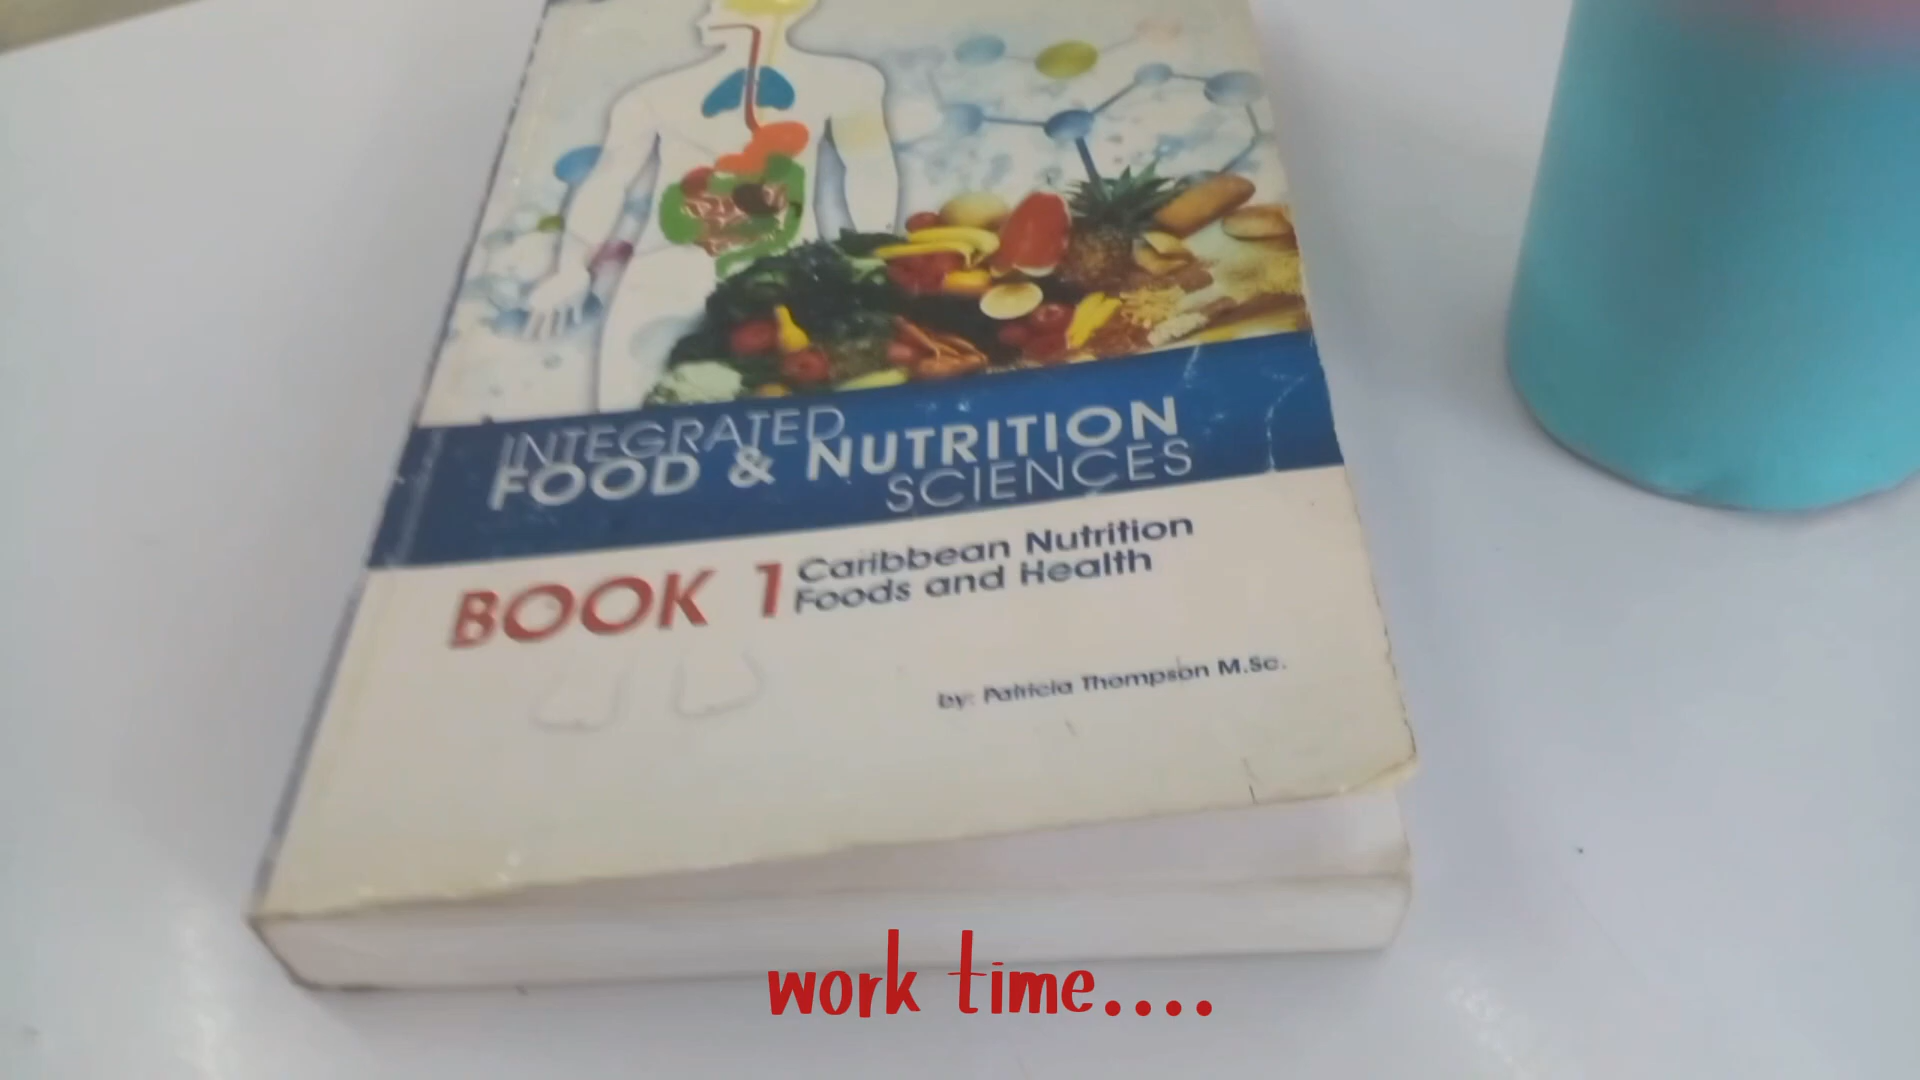 INTEGRATED
FOOD & NUTRITION
SCIENCES
BOOK 1
Caribbean Nutrition
Foods and Health
by: Patricia Thompson M.Sc.
work time....